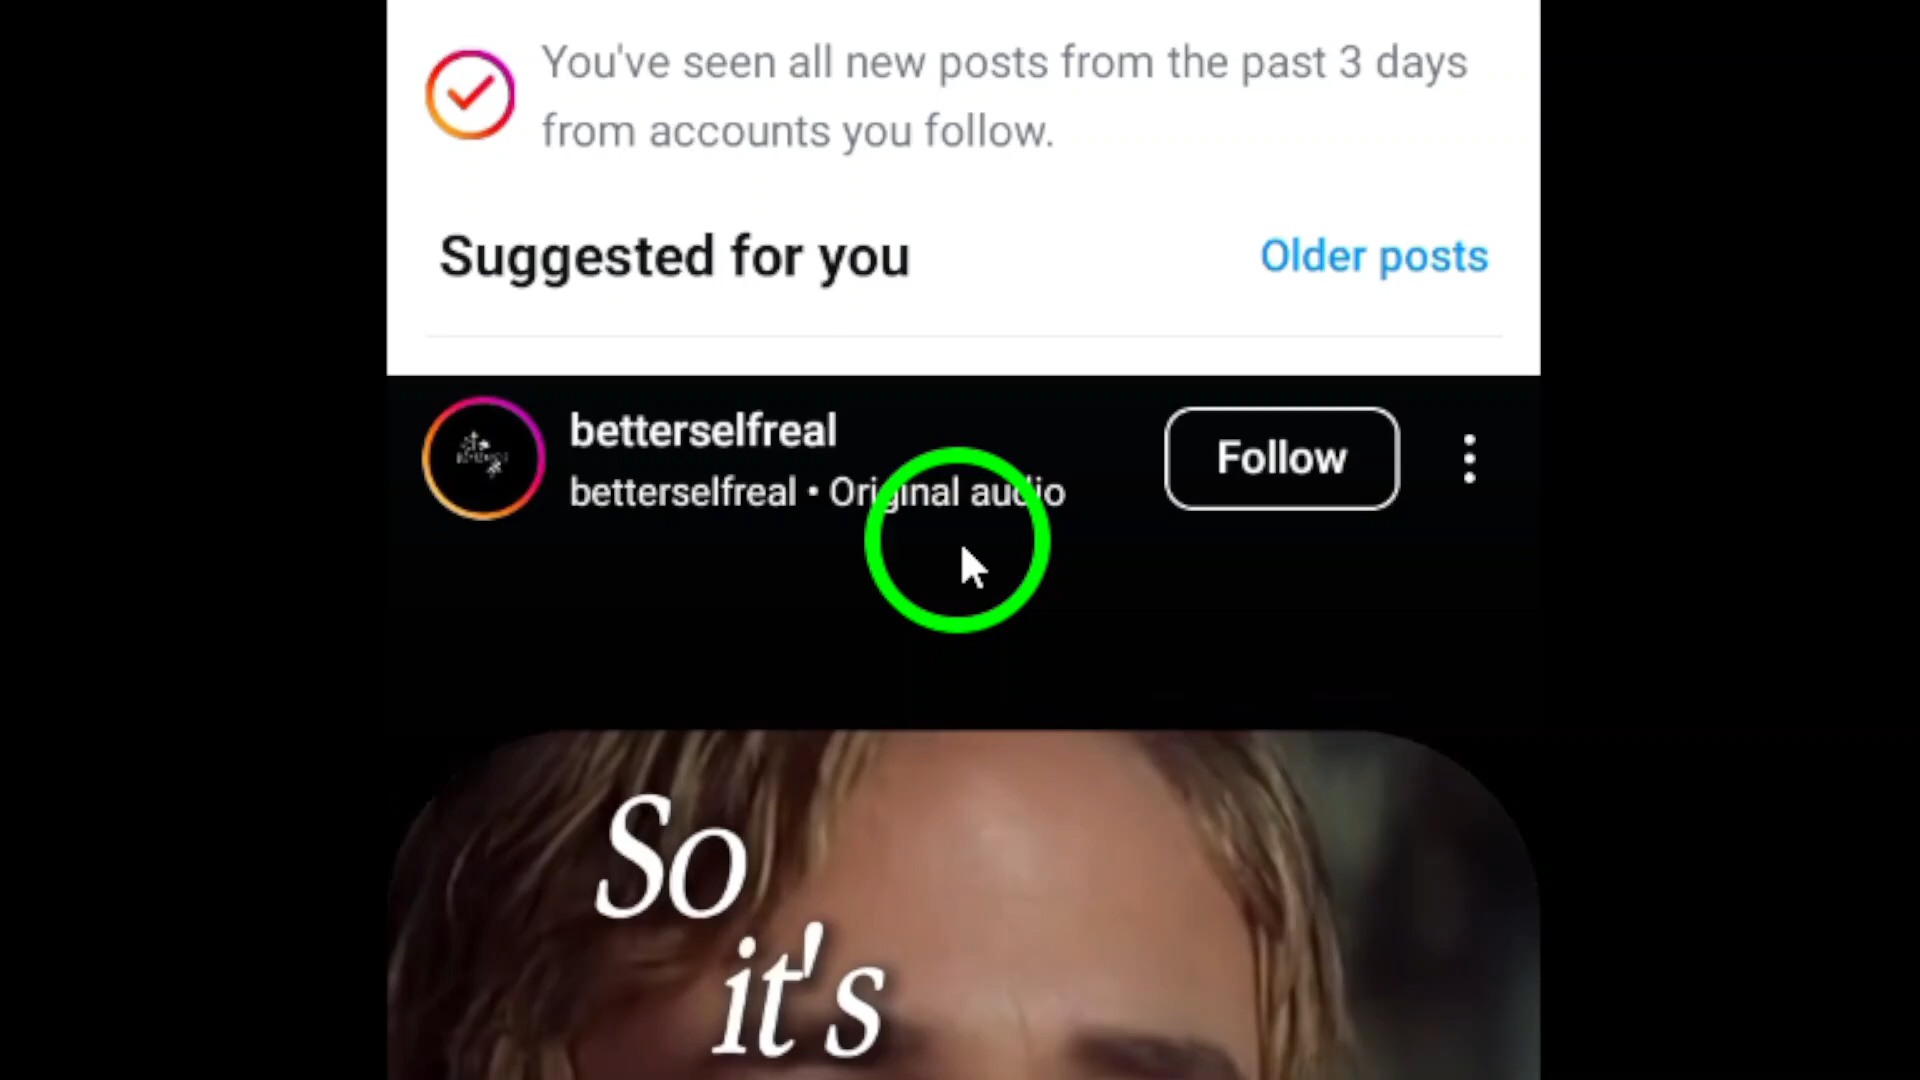 You've seen all new posts from the past 3 days
from accounts you follow.
Suggested for you
Older posts
betterselfreal
betterselfreal • Original audio
Follow
So
it's